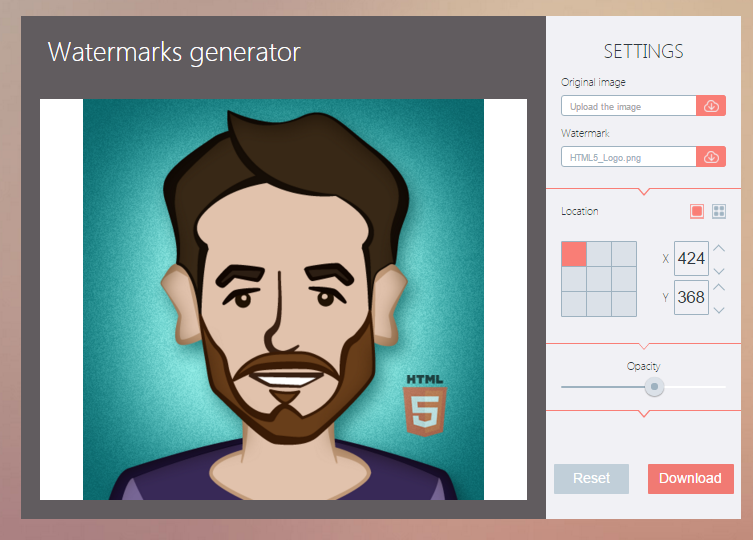 Watermarks generator
SETTINGS
Original image
Upload the image
Watermark
HTML5_Logo.png
Location
X 424
Y 368
Opacity
HTML
5
Reset
Download